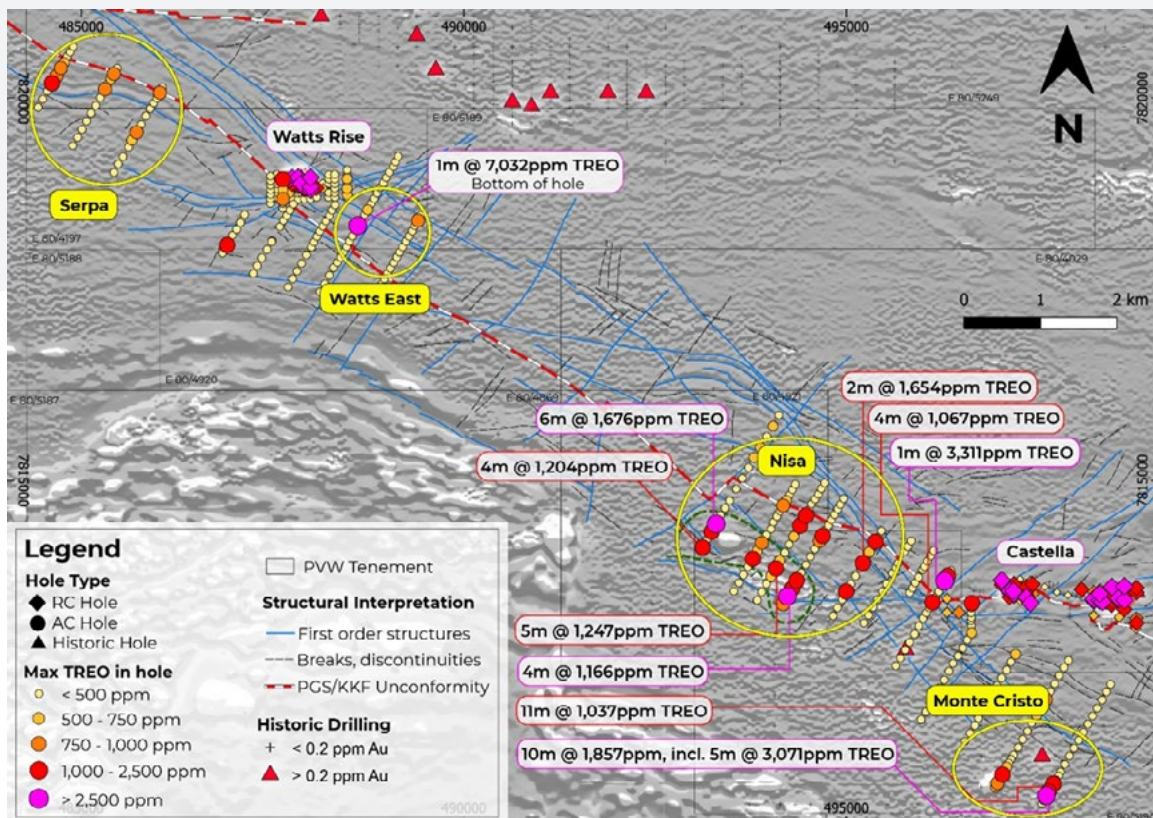 485000
490000
495000
7820000
7820000
N
E 80/5249
E 80/5189
Watts Rise
1m @ 7,032ppm TREO
Bottom of hole
Serpa
E 80/4197
E 80/5188
E 80/4029
Watts East
0 1 2 km
E 80/4920
E 80/5187
E 80/4869
E 80/4921
2m @ 1,654ppm TREO
4m @ 1,067ppm TREO
1m @ 3,311ppm TREO
6m @ 1,676ppm TREO
4m @ 1,204ppm TREO
Nisa
7815000
7815000
Castella
5m @ 1,247ppm TREO
4m @ 1,166ppm TREO
11m @ 1,037ppm TREO
10m @ 1,857ppm, incl. 5m @ 3,071ppm TREO
Monte Cristo
Legend
Hole Type
RC Hole
AC Hole
Historic Hole
Max TREO in hole
< 500 ppm
500 - 750 ppm
750 - 1,000 ppm
1,000 - 2,500 ppm
> 2,500 ppm
PVW Tenement
Structural Interpretation
First order structures
Breaks, discontinuities
PGS/KKF Unconformity
Historic Drilling
+ < 0.2 ppm Au
> 0.2 ppm Au
485000
490000
495000